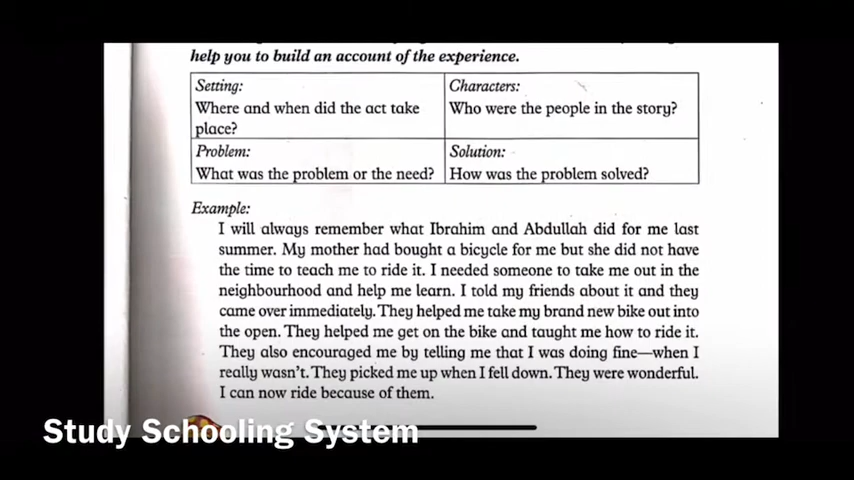 help you to build an account of the experience.
Setting:
Where and when did the act take
place?
Characters:
Who were the people in the story?
Problem:
What was the problem or the need?
Solution:
How was the problem solved?
Example:
I will always remember what Ibrahim and Abdullah did for me last
summer. My mother had bought a bicycle for me but she did not have
the time to teach me to ride it. I needed someone to take me out in the
neighbourhood and help me learn. I told my friends about it and they
came over immediately. They helped me take my brand new bike out into
the open. They helped me get on the bike and taught me how to ride it.
They also encouraged me by telling me that I was doing fine—when I
really wasn't. They picked me up when I fell down. They were wonderful.
I can now ride because of them.
Study Schooling System